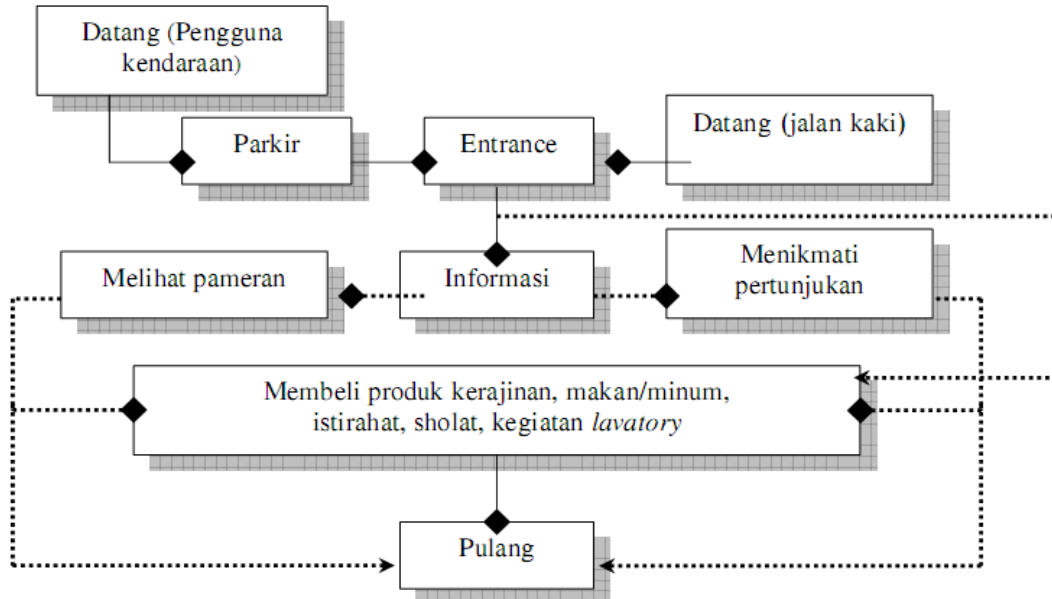 Datang (Pengguna
kendaraan)
Parkir
Entrance
Datang (jalan kaki)
Melihat pameran
Informasi
Menikmati
pertunjukan
Membeli produk kerajinan, makan/minum,
istirahat, sholat, kegiatan lavatory
Pulang